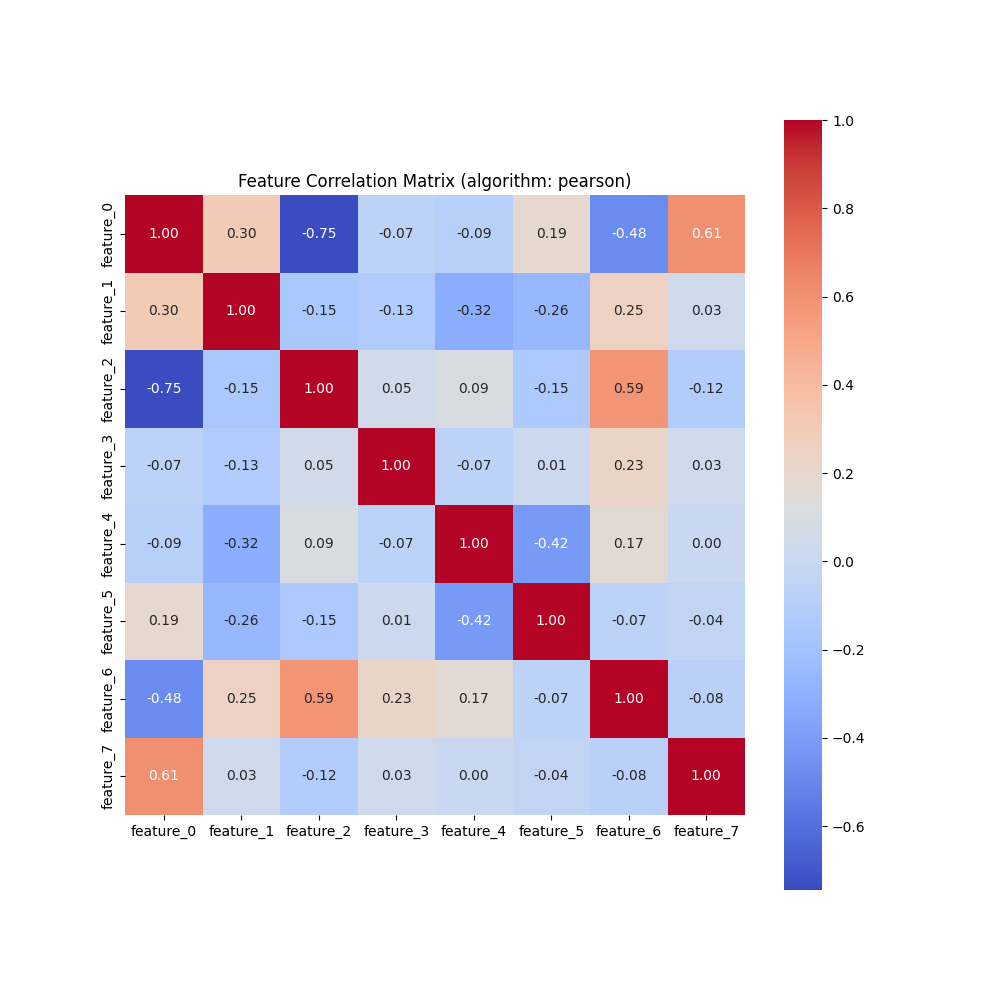 Feature Correlation Matrix (algorithm: pearson)
feature_0 1.00 0.30 -0.75 -0.07 -0.09 0.19 -0.48 0.61
feature_1 0.30 1.00 -0.15 -0.13 -0.32 -0.26 0.25 0.03
feature_2 -0.75 -0.15 1.00 0.05 0.09 -0.15 0.59 -0.12
feature_3 -0.07 -0.13 0.05 1.00 -0.07 0.01 0.23 0.03
feature_4 -0.09 -0.32 0.09 -0.07 1.00 -0.42 0.17 0.00
feature_5 0.19 -0.26 -0.15 0.01 -0.42 1.00 -0.07 -0.04
feature_6 -0.48 0.25 0.59 0.23 0.17 -0.07 1.00 -0.08
feature_7 0.61 0.03 -0.12 0.03 0.00 -0.04 -0.08 1.00
feature_0 feature_1 feature_2 feature_3 feature_4 feature_5 feature_6 feature_7
1.0
0.8
0.6
0.4
0.2
0.0
−0.2
−0.4
−0.6